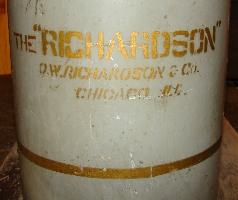 THE "RICHARDSON"
O.W. RICHARDSON & Co.
CHICAGO, ILL.